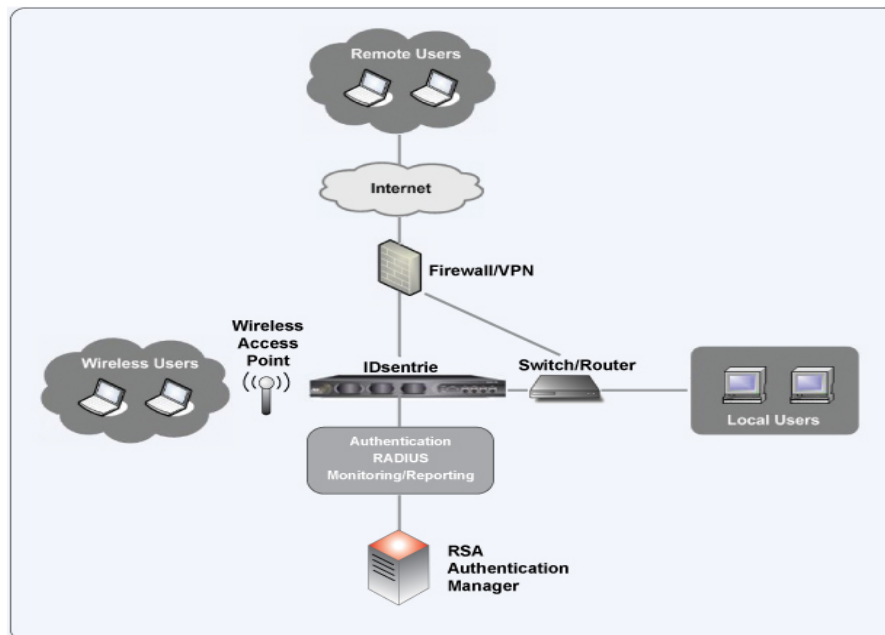 Remote Users
Internet
Firewall/VPN
Wireless
Access
Point
Wireless Users
IDsentrie
Switch/Router
Local Users
Authentication
RADIUS
Monitoring/Reporting
RSA
Authentication
Manager